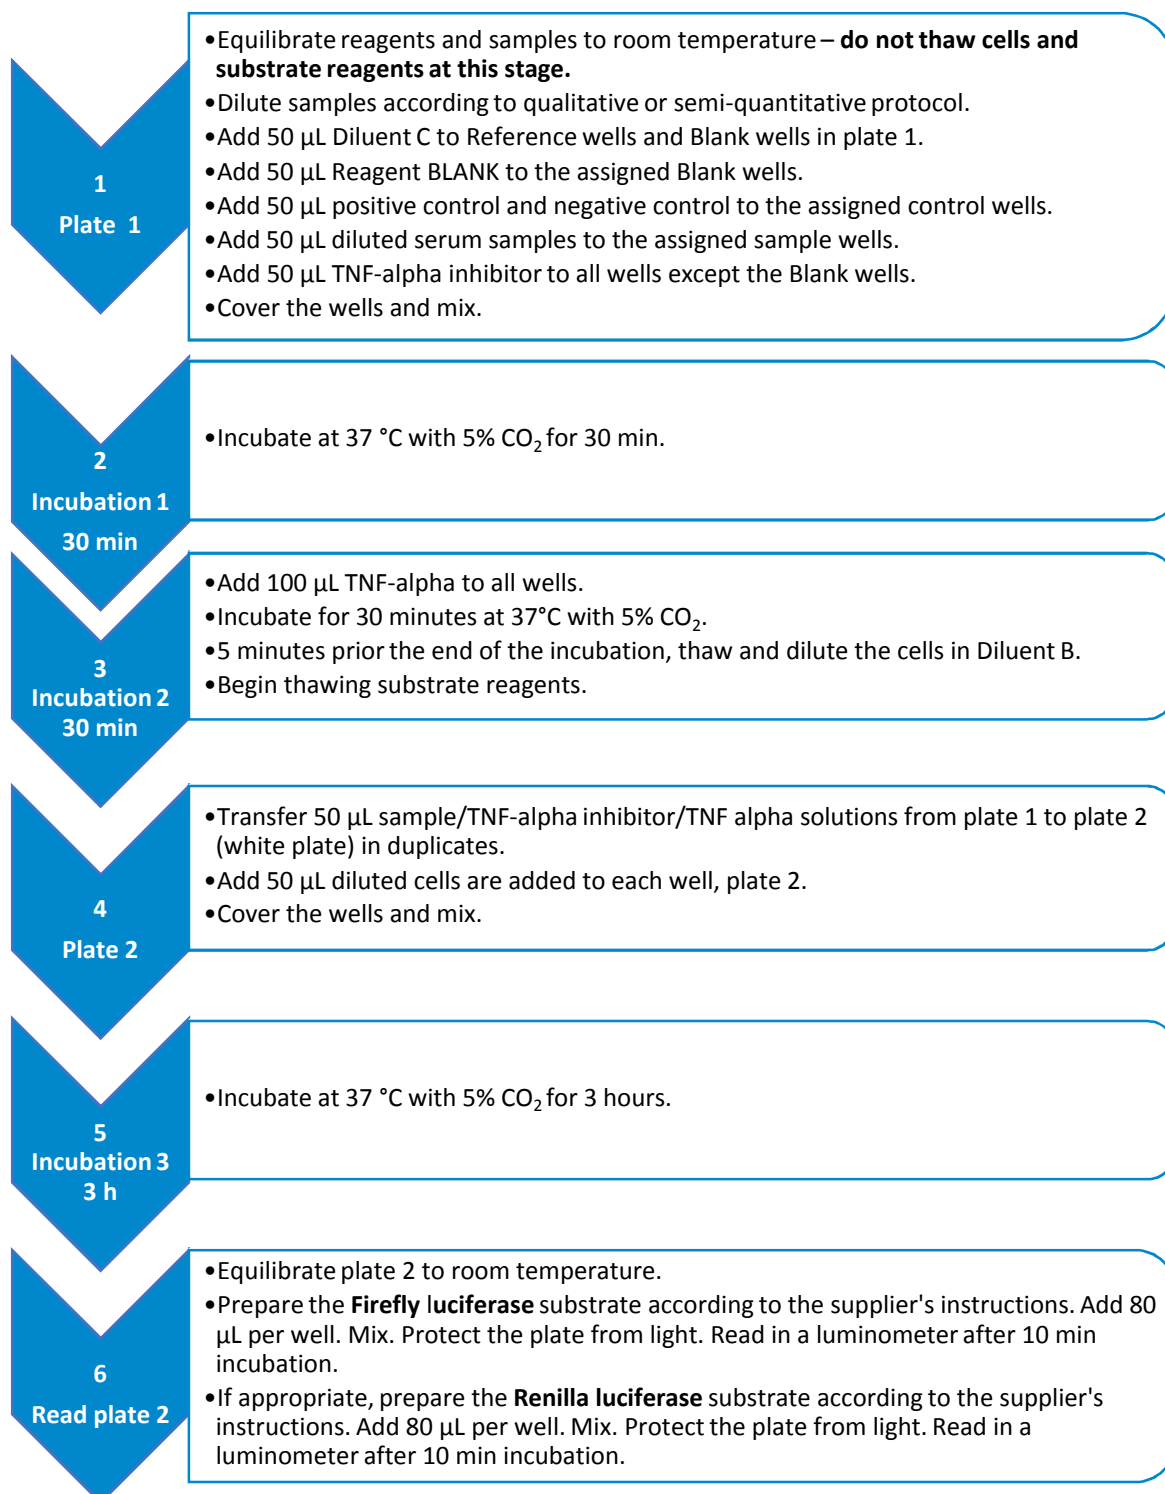 1
Plate 1
•Equilibrate reagents and samples to room temperature – do not thaw cells and
substrate reagents at this stage.
•Dilute samples according to qualitative or semi-quantitative protocol.
•Add 50 µL Diluent C to Reference wells and Blank wells in plate 1.
•Add 50 µL Reagent BLANK to the assigned Blank wells.
•Add 50 µL positive control and negative control to the assigned control wells.
•Add 50 µL diluted serum samples to the assigned sample wells.
•Add 50 µL TNF-alpha inhibitor to all wells except the Blank wells.
•Cover the wells and mix.
2
Incubation 1
30 min
•Incubate at 37 °C with 5% CO₂ for 30 min.
3
Incubation 2
30 min
•Add 100 µL TNF-alpha to all wells.
•Incubate for 30 minutes at 37°C with 5% CO₂.
•5 minutes prior the end of the incubation, thaw and dilute the cells in Diluent B.
•Begin thawing substrate reagents.
4
Plate 2
•Transfer 50 µL sample/TNF-alpha inhibitor/TNF alpha solutions from plate 1 to plate 2
(white plate) in duplicates.
•Add 50 µL diluted cells are added to each well, plate 2.
•Cover the wells and mix.
5
Incubation 3
3 h
•Incubate at 37 °C with 5% CO₂ for 3 hours.
6
Read plate 2
•Equilibrate plate 2 to room temperature.
•Prepare the Firefly luciferase substrate according to the supplier's instructions. Add 80
µL per well. Mix. Protect the plate from light. Read in a luminometer after 10 min
incubation.
•If appropriate, prepare the Renilla luciferase substrate according to the supplier's
instructions. Add 80 µL per well. Mix. Protect the plate from light. Read in a
luminometer after 10 min incubation.